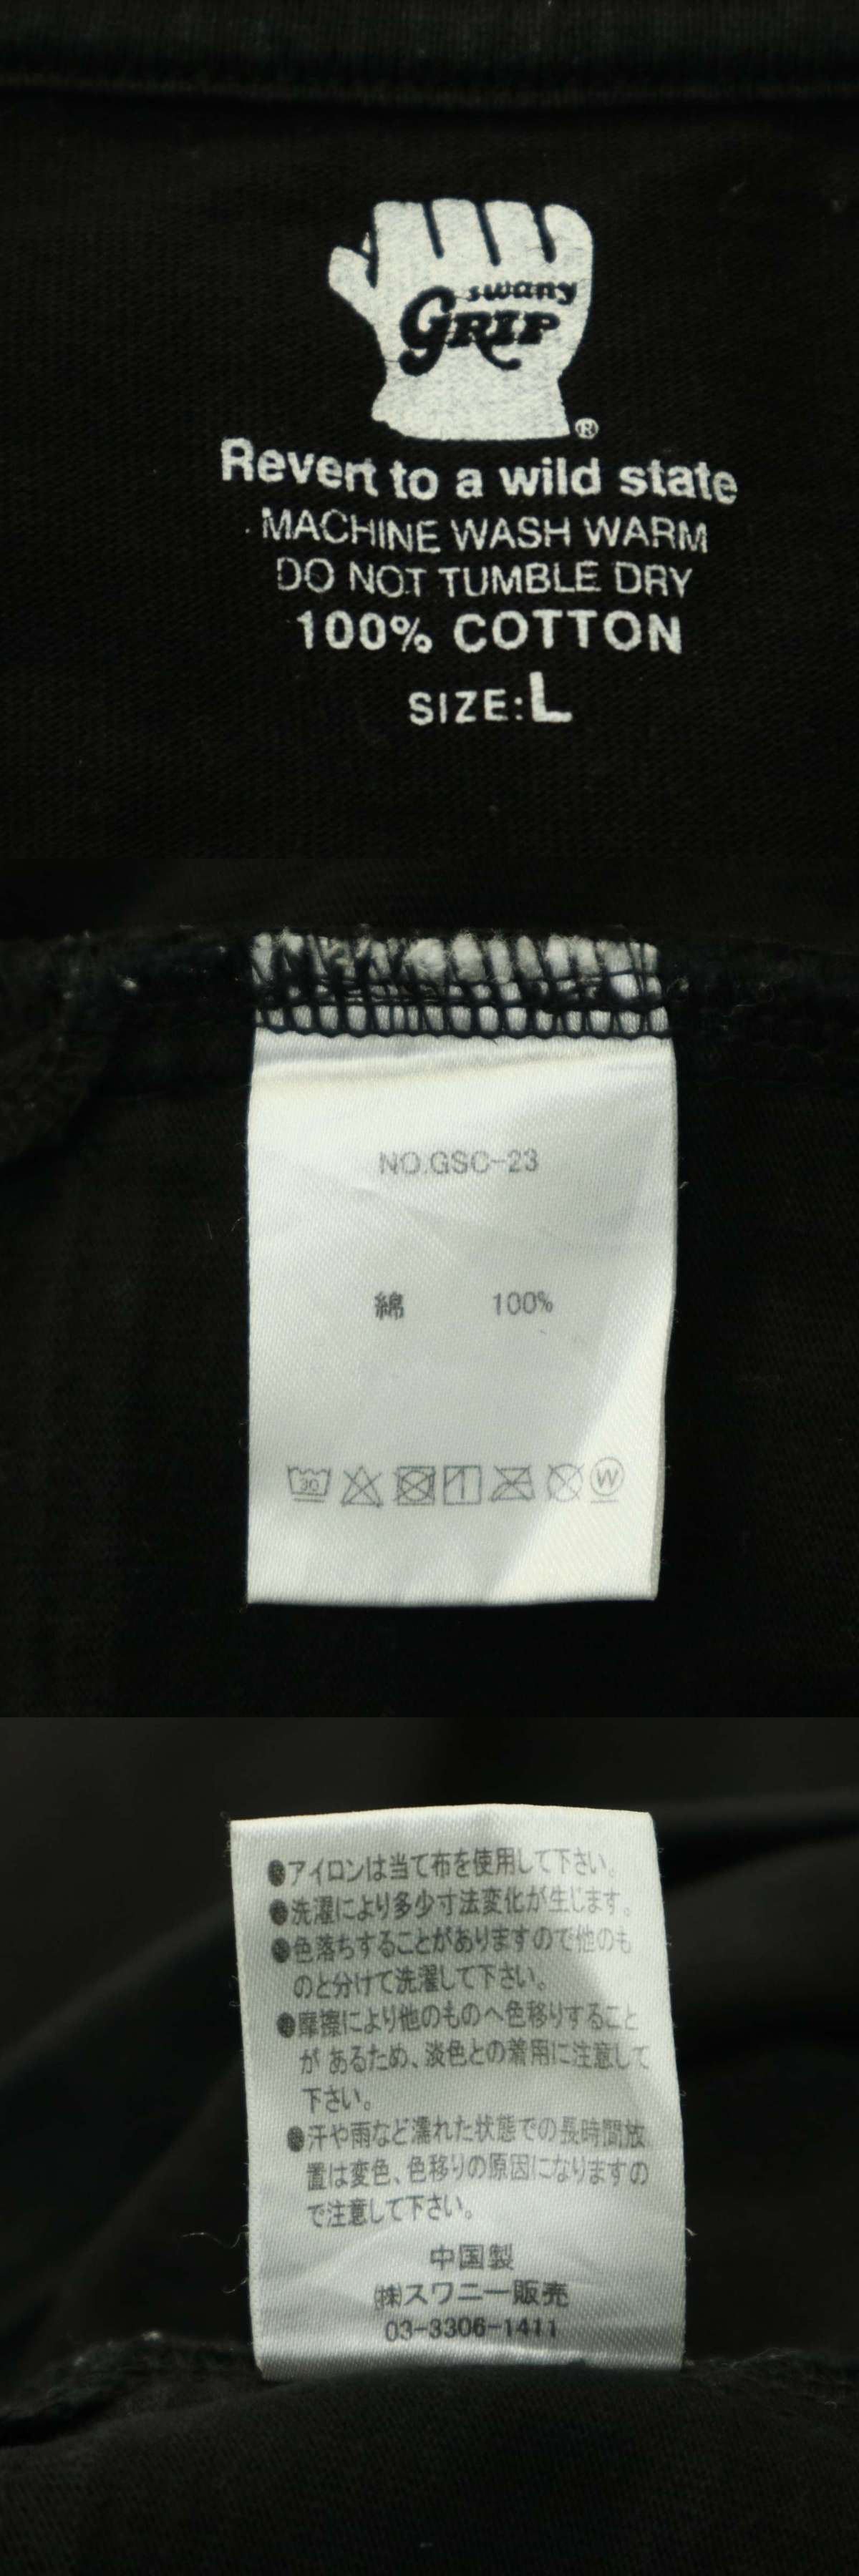 swany
GRIP
®
Revert to a wild state
MACHINE WASH WARM
DO NOT TUMBLE DRY
100% COTTON
SIZE:L
NO.GSC-23
綿 100%
30 W
●アイロンは当て布を使用して下さい。
●洗濯により多少寸法変化が生じます。
●色落ちすることがありますので他のも
のと分けて洗濯して下さい。
●摩擦により他のものへ色移りすること
が あるため、淡色との着用に注意して
下さい。
●汗や雨など濡れた状態での長時間放
置は変色、色移りの原因になりますの
で注意して下さい。
中国製
㈱スワニー販売
03-3306-1411